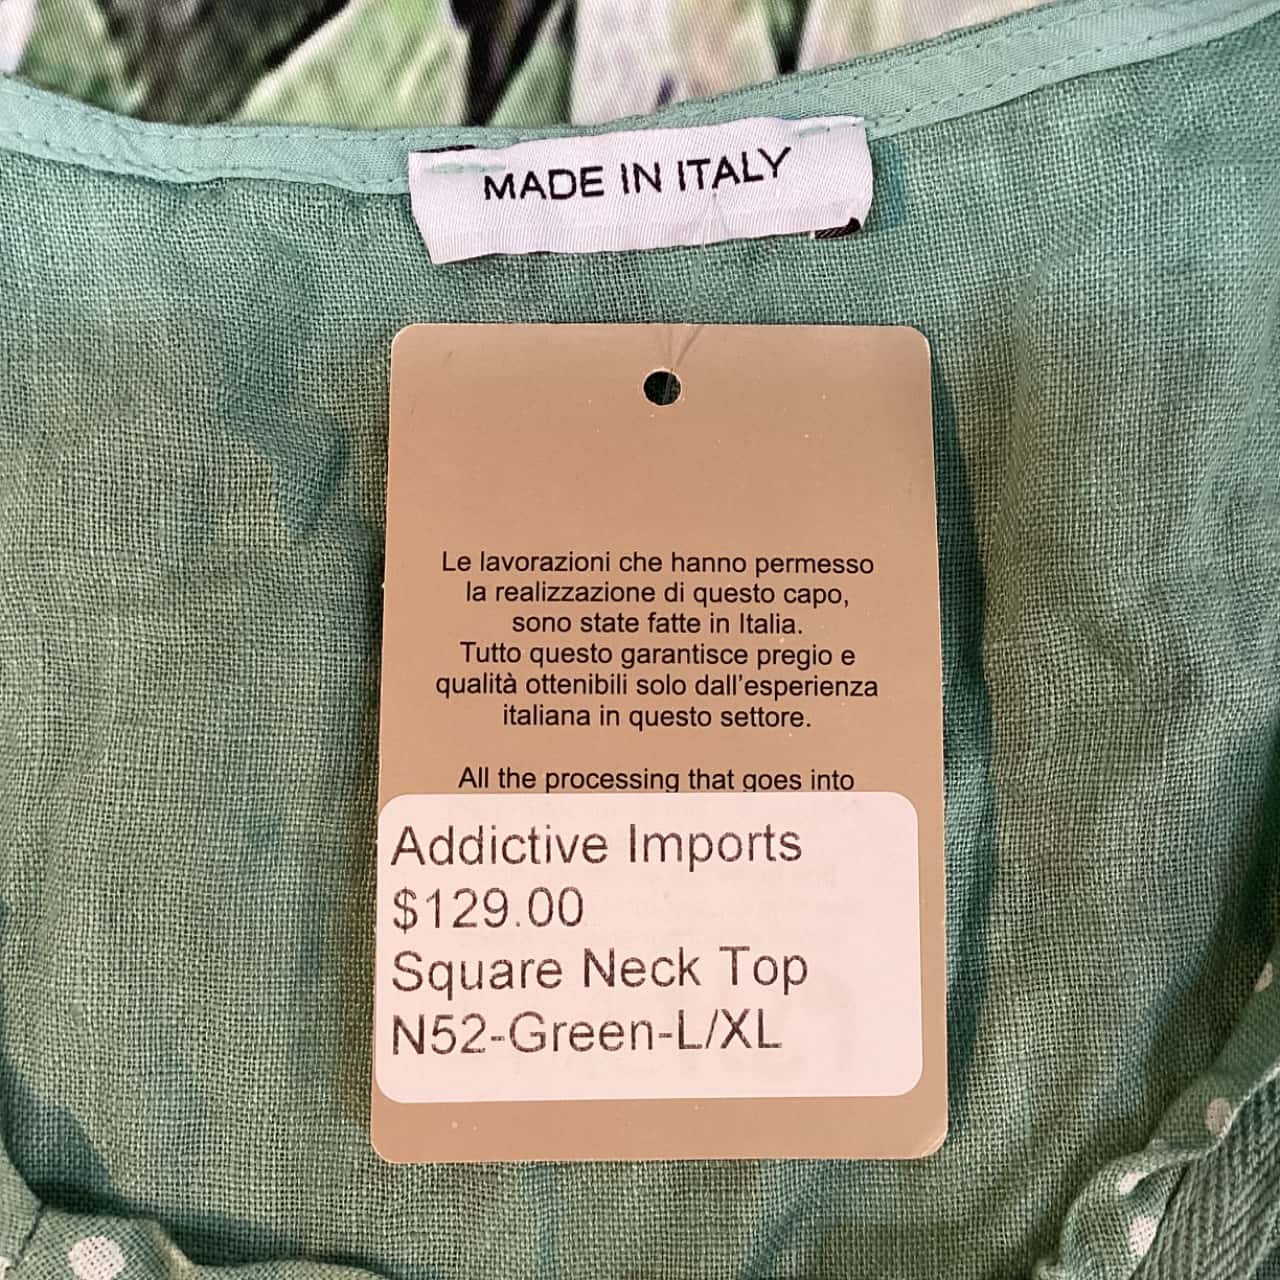 MADE IN ITALY
Le lavorazioni che hanno permesso
la realizzazione di questo capo,
sono state fatte in Italia.
Tutto questo garantisce pregio e
qualità ottenibili solo dall'esperienza
italiana in questo settore.
All the processing that goes into
Addictive Imports
$129.00
Square Neck Top
N52-Green-L/XL